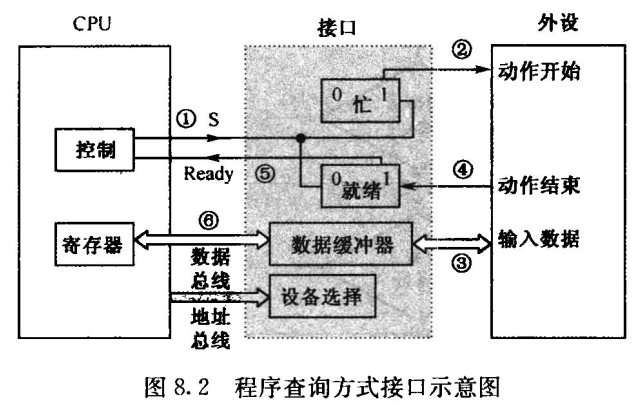 CPU
接口
外设
②
动作开始
0 忙 1
① S
控制
Ready ⑤
0 就绪 1
④
动作结束
⑥
寄存器
数据缓冲器
输入数据
数据
总线
③
设备选择
地址
总线
图 8.2 程序查询方式接口示意图